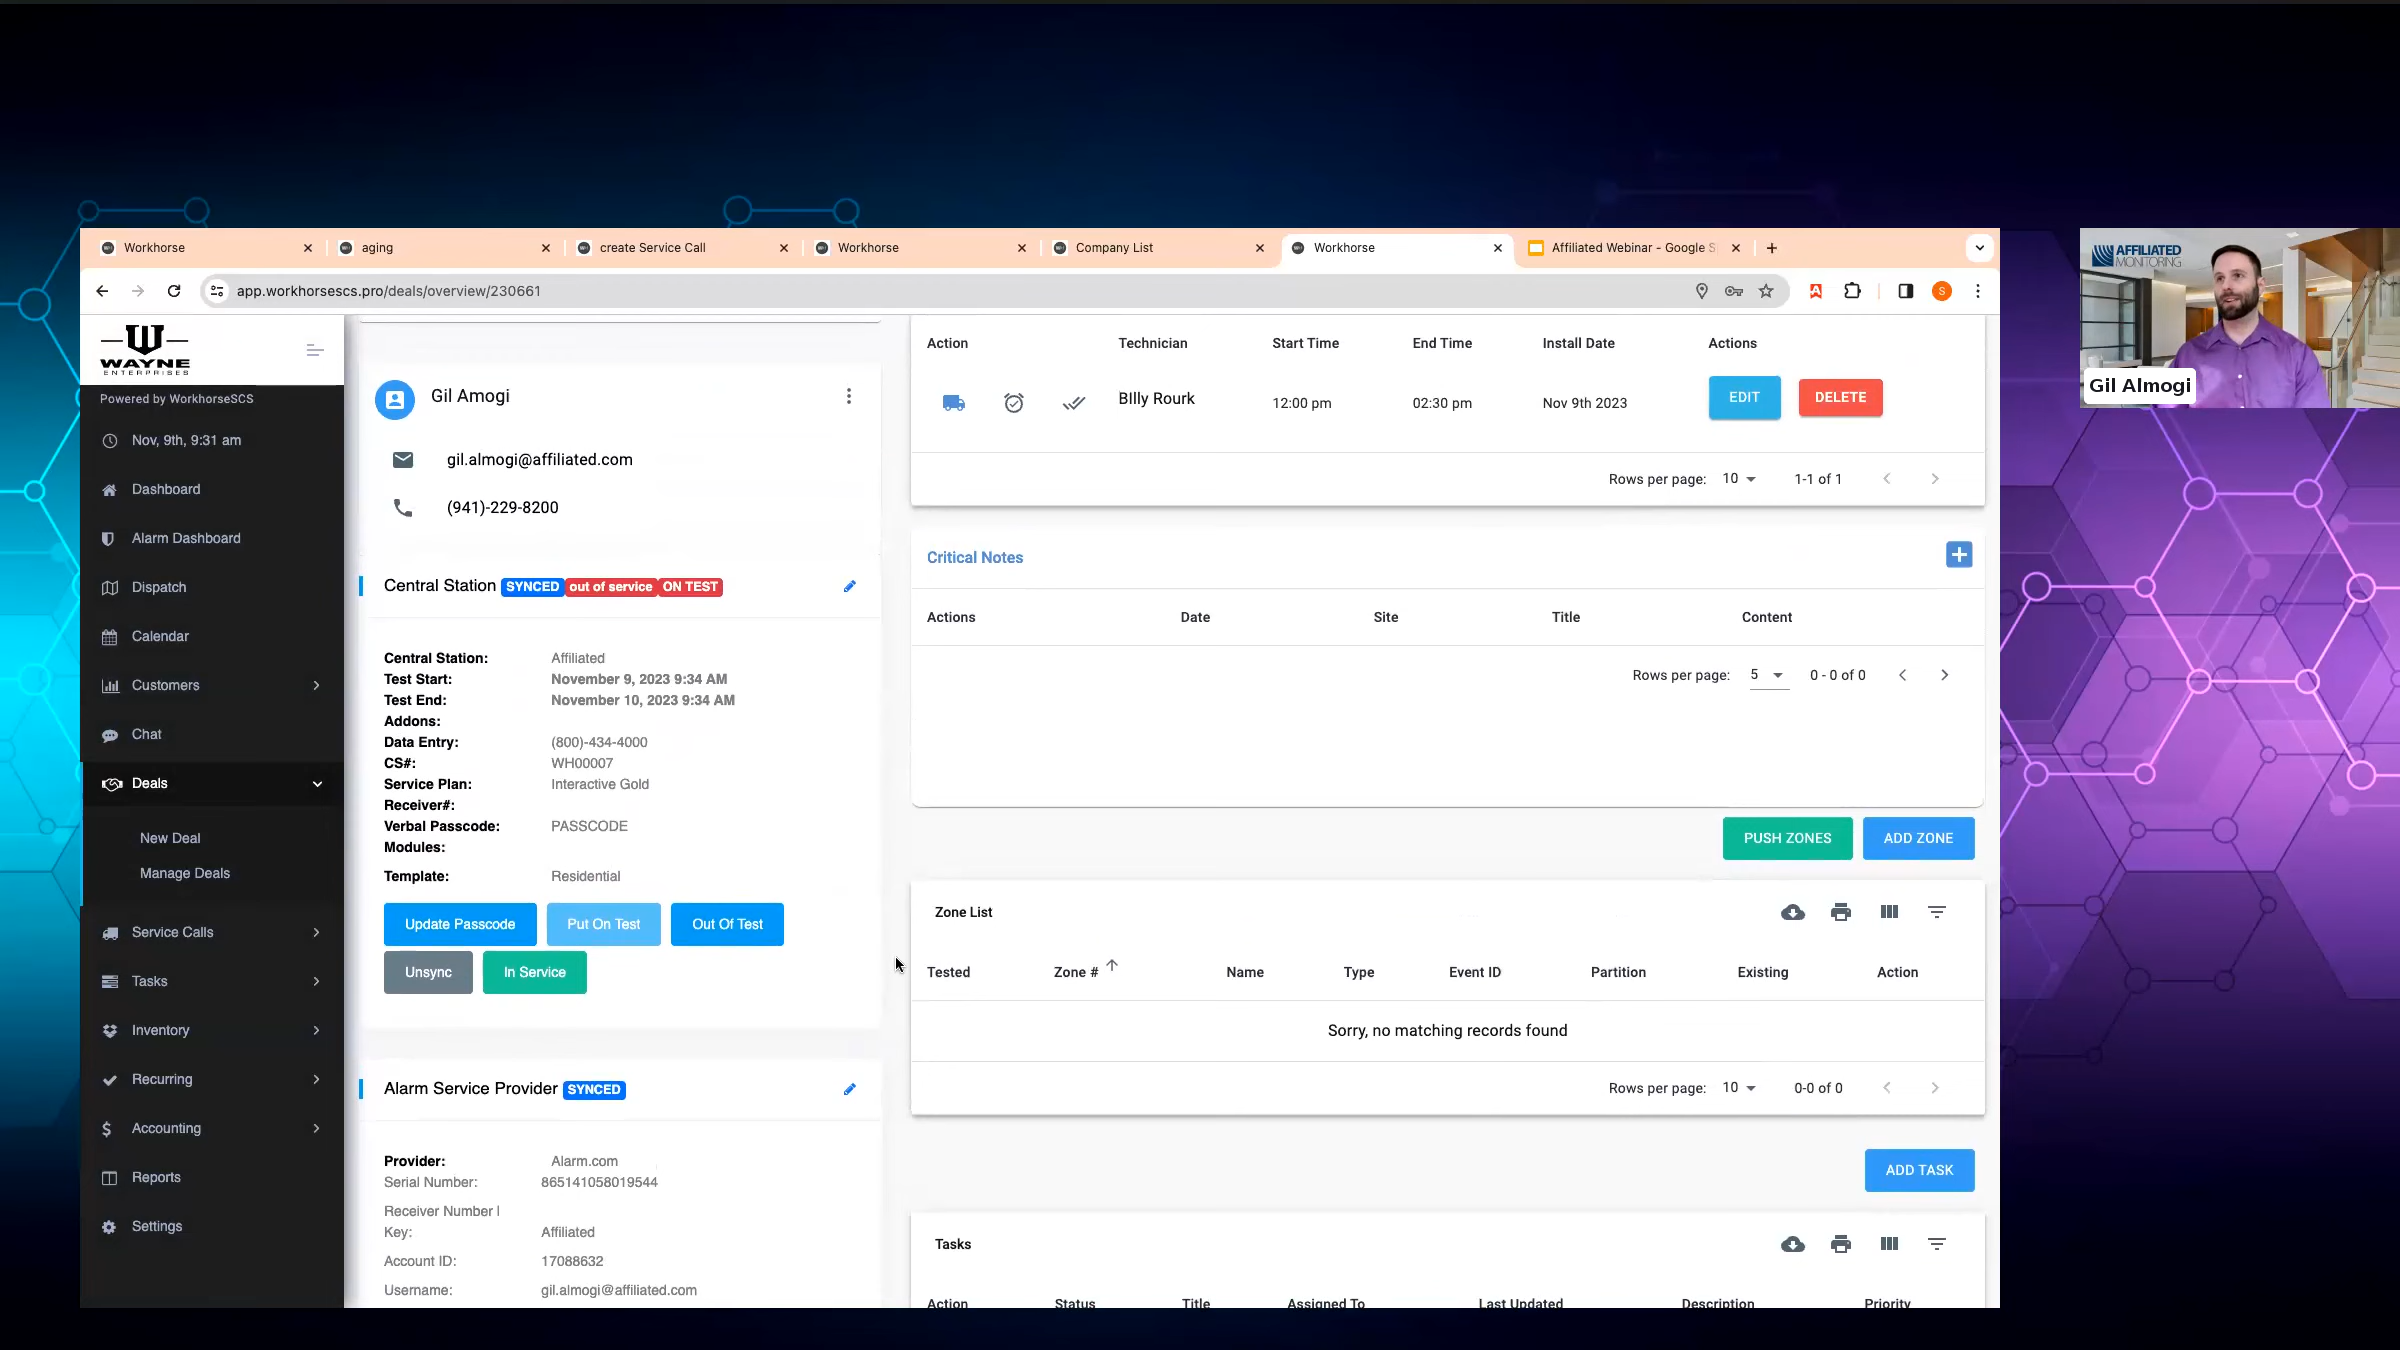 Workhorse
aging
create Service Call
Workhorse
Company List
Workhorse
Affiliated Webinar - Google S
app.workhorsescs.pro/deals/overview/230661
S
WAYNE
ENTERPRISES
Powered by WorkhorseSCS
Nov, 9th, 9:31 am
Dashboard
Alarm Dashboard
Dispatch
Calendar
Customers
Chat
Deals
New Deal
Manage Deals
Service Calls
Tasks
Inventory
Recurring
Accounting
Reports
Settings
Gil Amogi
gil.almogi@affiliated.com
(941)-229-8200
Central Station SYNCED out of service ON TEST
Central Station: Affiliated
Test Start: November 9, 2023 9:34 AM
Test End: November 10, 2023 9:34 AM
Addons:
Data Entry: (800)-434-4000
CS#: WH00007
Service Plan: Interactive Gold
Receiver#:
Verbal Passcode: PASSCODE
Modules:
Template: Residential
Update Passcode Put On Test Out Of Test
Unsync In Service
Alarm Service Provider SYNCED
Provider: Alarm.com
Serial Number: 865141058019544
Receiver Number |
Key: Affiliated
Account ID: 17088632
Username: gil.almogi@affiliated.com
Action Technician Start Time End Time Install Date Actions
BIlly Rourk 12:00 pm 02:30 pm Nov 9th 2023 EDIT DELETE
Rows per page: 10 1-1 of 1
Critical Notes
Actions Date Site Title Content
Rows per page: 5 0 - 0 of 0
PUSH ZONES ADD ZONE
Zone List
Tested Zone # Name Type Event ID Partition Existing Action
Sorry, no matching records found
Rows per page: 10 0-0 of 0
ADD TASK
Tasks
Action Status Title Assigned To Last Updated Description Priority
AFFILIATED
MONITORING
Gil Almogi